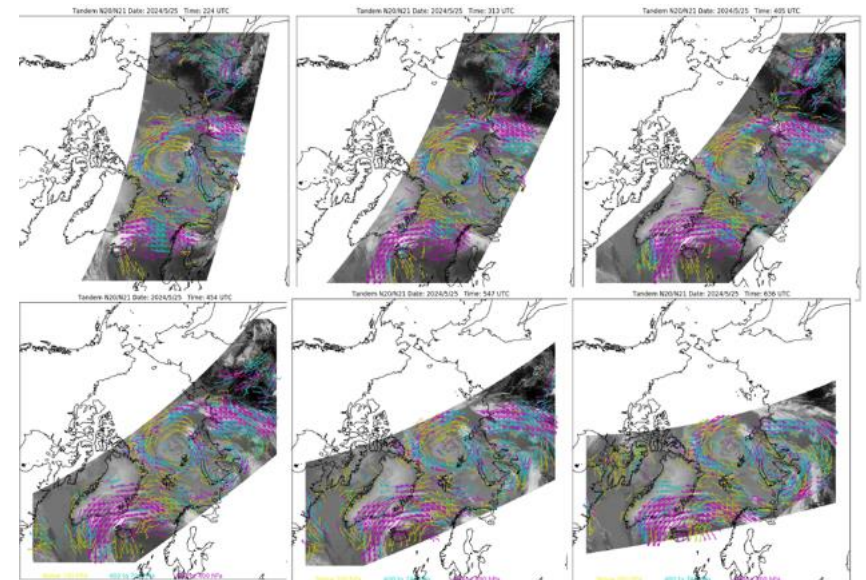 Tandem N20/N21 Date: 2024/5/25 Time: 224 UTC
Tandem N20/N21 Date: 2024/5/25 Time: 313 UTC
Tandem N20/N21 Date: 2024/5/25 Time: 405 UTC
Tandem N20/N21 Date: 2024/5/25 Time: 454 UTC
Tandem N20/N21 Date: 2024/5/25 Time: 547 UTC
Tandem N20/N21 Date: 2024/5/25 Time: 636 UTC